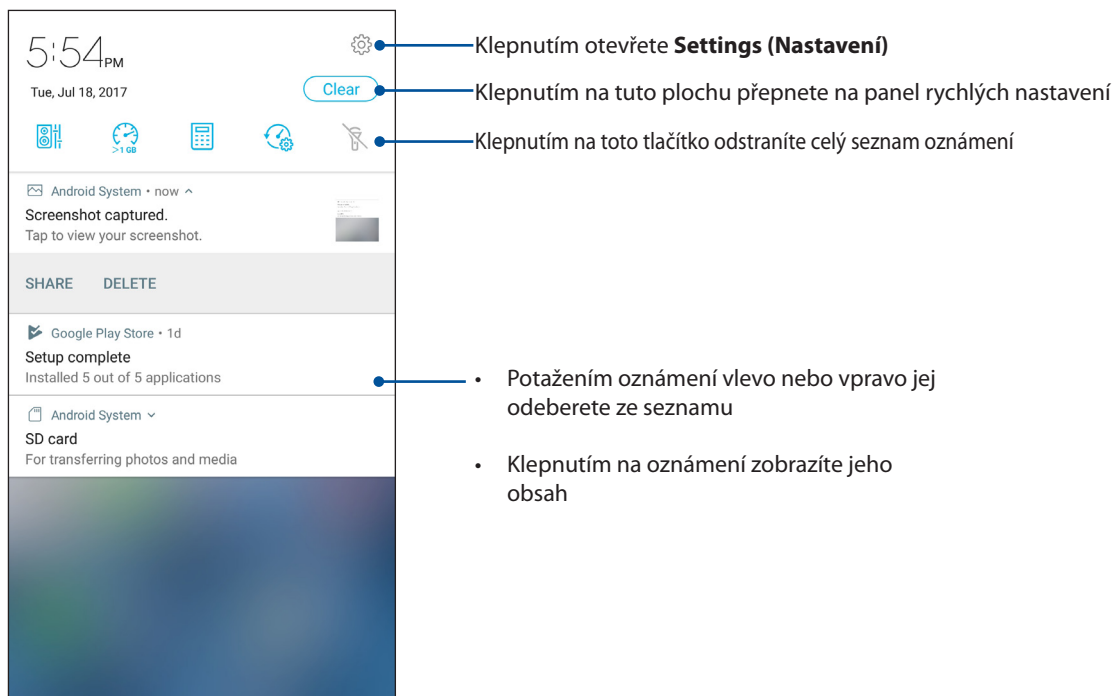 5:54PM
Tue, Jul 18, 2017
Clear
>1 GB
Klepnutím otevřete Settings (Nastavení)
Klepnutím na tuto plochu přepnete na panel rychlých nastavení
Klepnutím na toto tlačítko odstraníte celý seznam oznámení
Android System • now
Screenshot captured.
Tap to view your screenshot.
SHARE DELETE
Google Play Store • 1d
Setup complete
Installed 5 out of 5 applications
Android System
SD card
For transferring photos and media
• Potažením oznámení vlevo nebo vpravo jej
odeberete ze seznamu
• Klepnutím na oznámení zobrazíte jeho
obsah